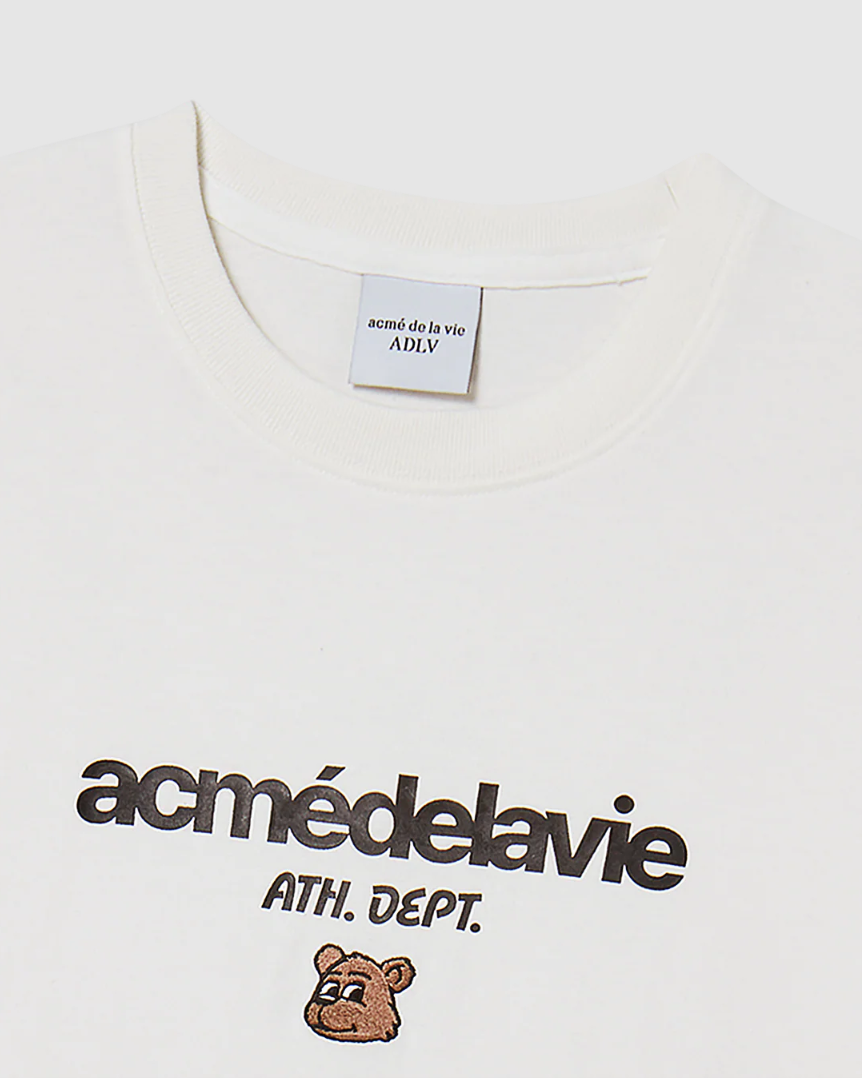 acmé de la vie
ADLV
acmédelavie
ATH. DEPT.